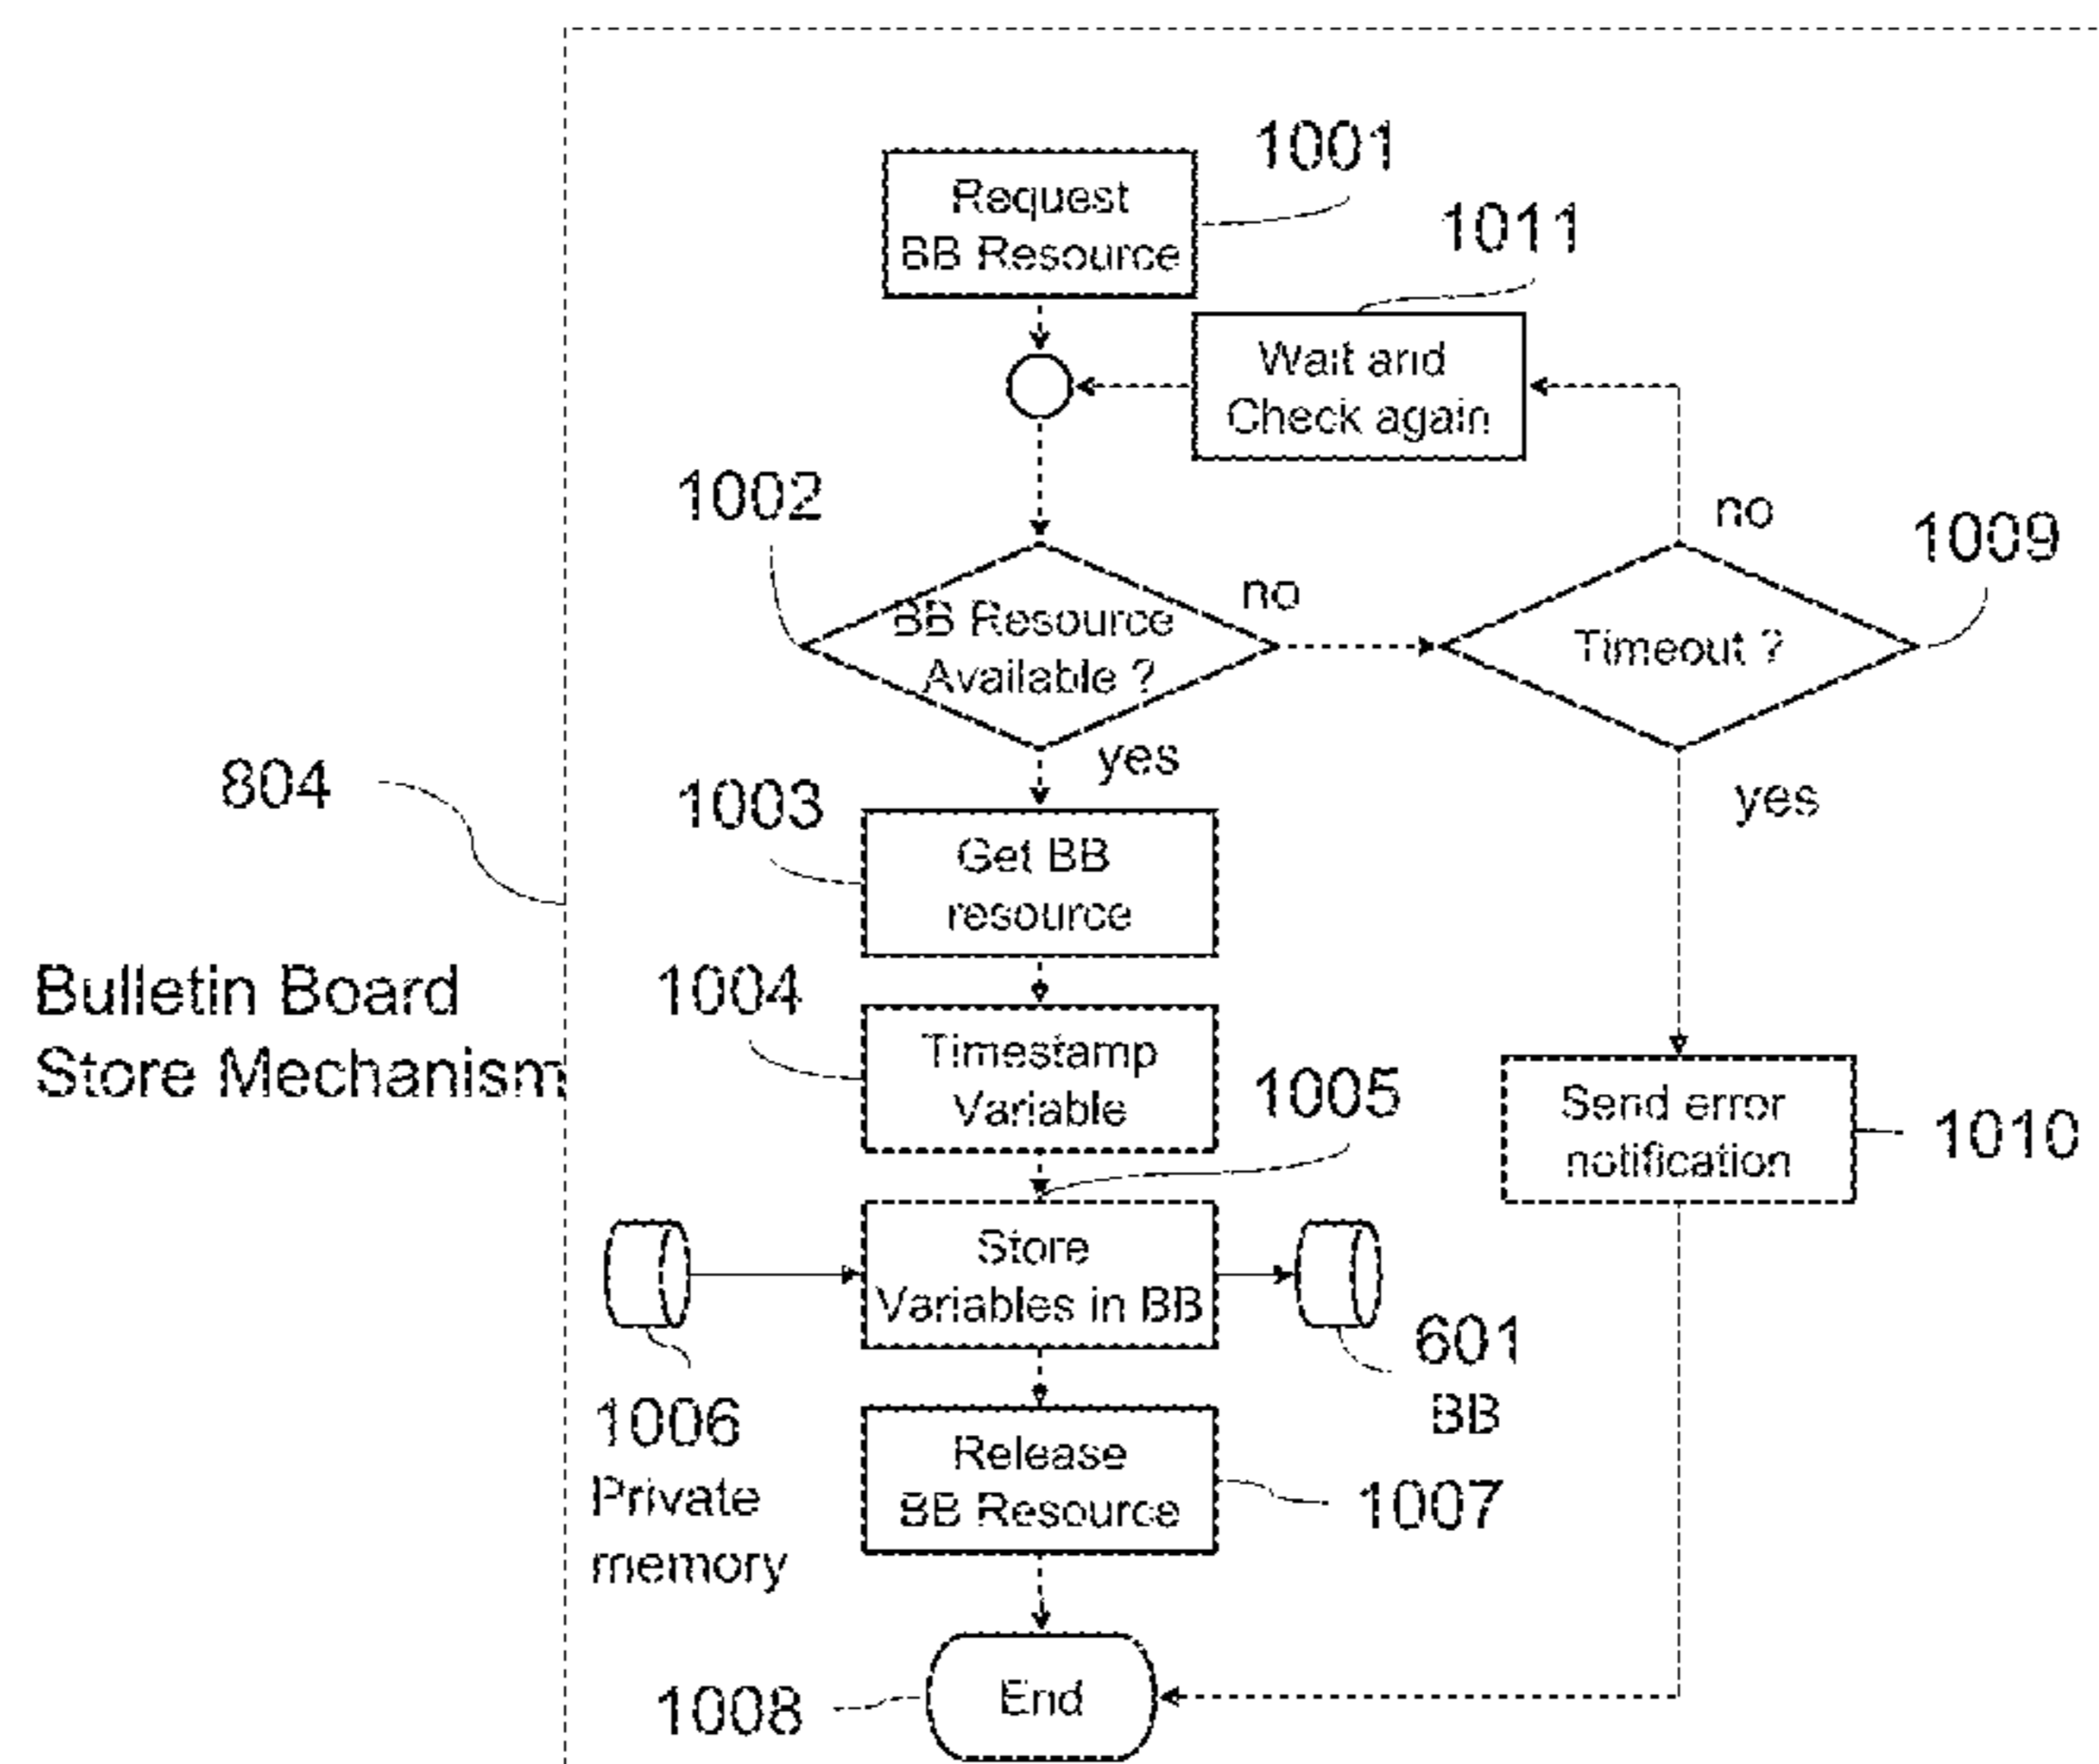 1001
Request
BB Resource
1011
Wait and
Check again
1002
no
1009
BB Resource
Available ?
no
Timeout ?
yes
yes
804
1003
Get BB
resource
Bulletin Board
Store Mechanism
1004
Timestamp
Variable
1005
Send error
notification
1010
Store
Variables in BB
601
BB
1006
Private
memory
Release
BB Resource
1007
1008
End